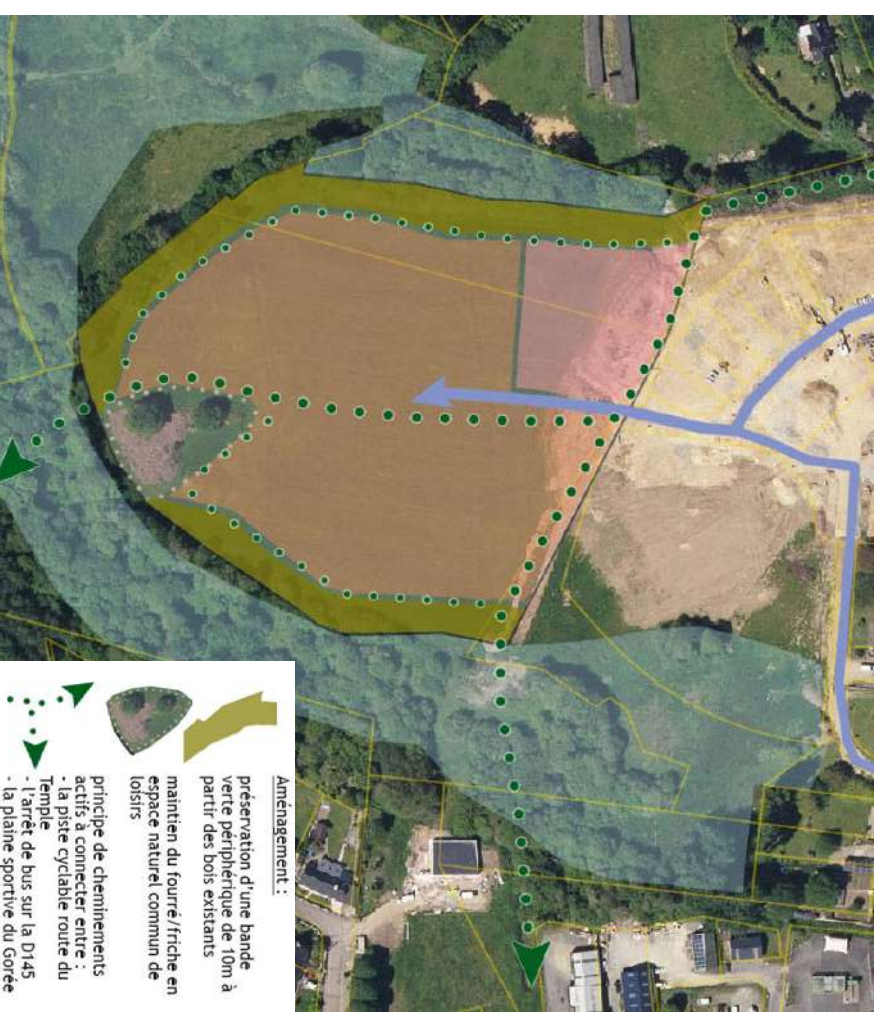 Aménagement :
préservation d'une bande
verte périphérique de 10m à
partir des bois existants
maintien du fourré/friche en
espace naturel commun de
loisirs
principe de cheminements
actifs à connecter entre :
- la piste cyclable route du
Temple
- l'arrêt de bus sur la D145
- la plaine sportive du Gorée